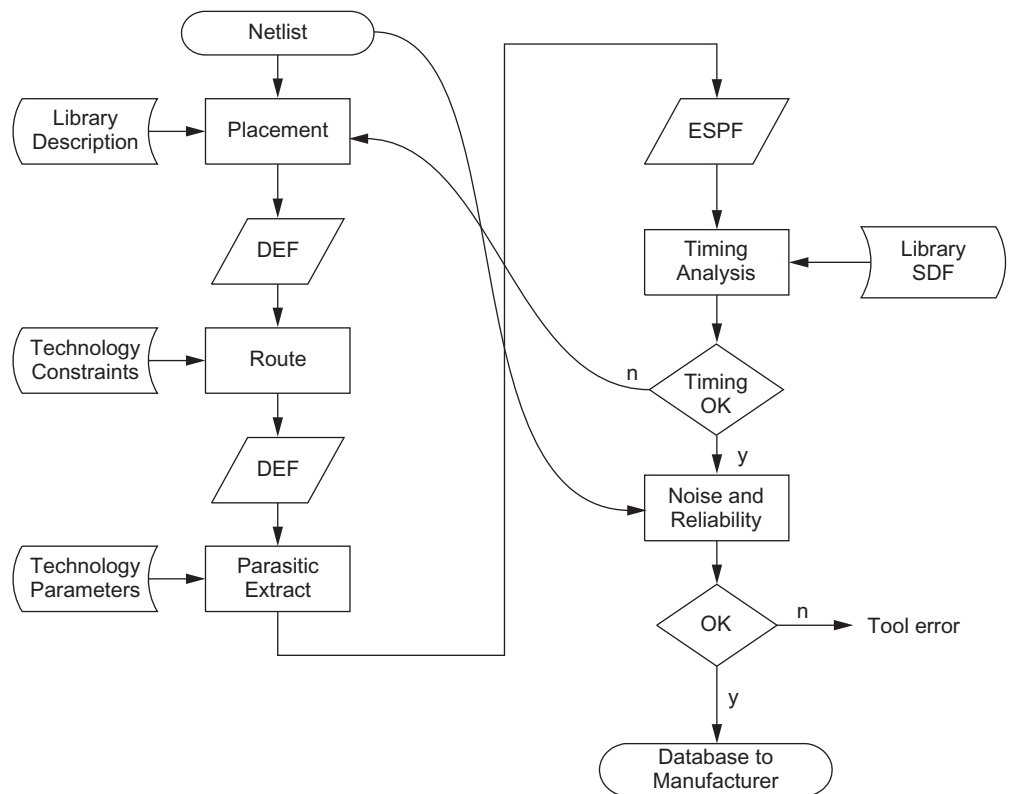 Netlist
Library
Description
Placement
DEF
Technology
Constraints
Route
DEF
Technology
Parameters
Parasitic
Extract
ESPF
Timing
Analysis
Library
SDF
n
Timing
OK
y
Noise and
Reliability
OK
n
Tool error
y
Database to
Manufacturer